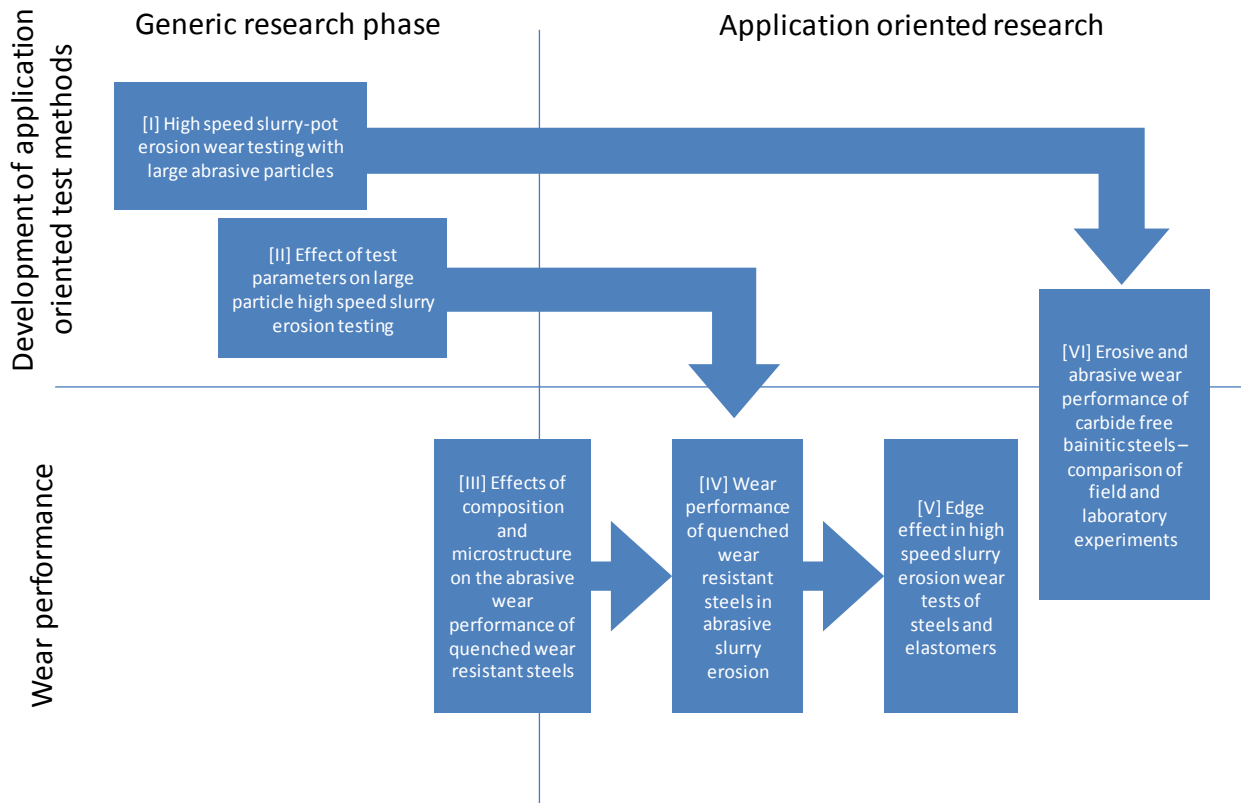 Generic research phase
Application oriented research
Development of application
oriented test methods
[I] High speed slurry-pot
erosion wear testing with
large abrasive particles
[II] Effect of test
parameters on large
particle high speed slurry
erosion testing
[VI] Erosive and
abrasive wear
performance of
carbide free
bainitic steels –
comparison of
field and
laboratory
experiments
Wear performance
[III] Effects of
composition
and
microstructure
on the abrasive
wear
performance of
quenched wear
resistant steels
[IV] Wear
performance
of quenched
wear
resistant
steels in
abrasive
slurry
erosion
[V] Edge
effect in high
speed slurry
erosion wear
tests of
steels and
elastomers